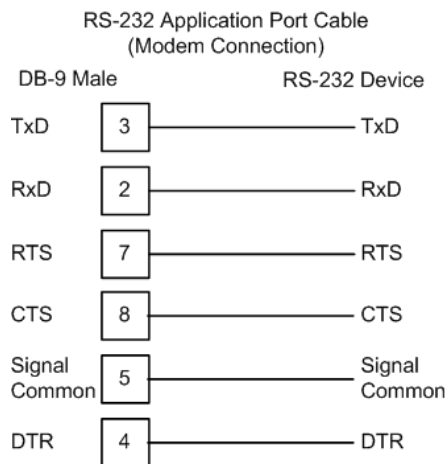 RS-232 Application Port Cable
(Modem Connection)
DB-9 Male RS-232 Device
TxD 3 TxD
RxD 2 RxD
RTS 7 RTS
CTS 8 CTS
Signal Common 5 Signal Common
DTR 4 DTR